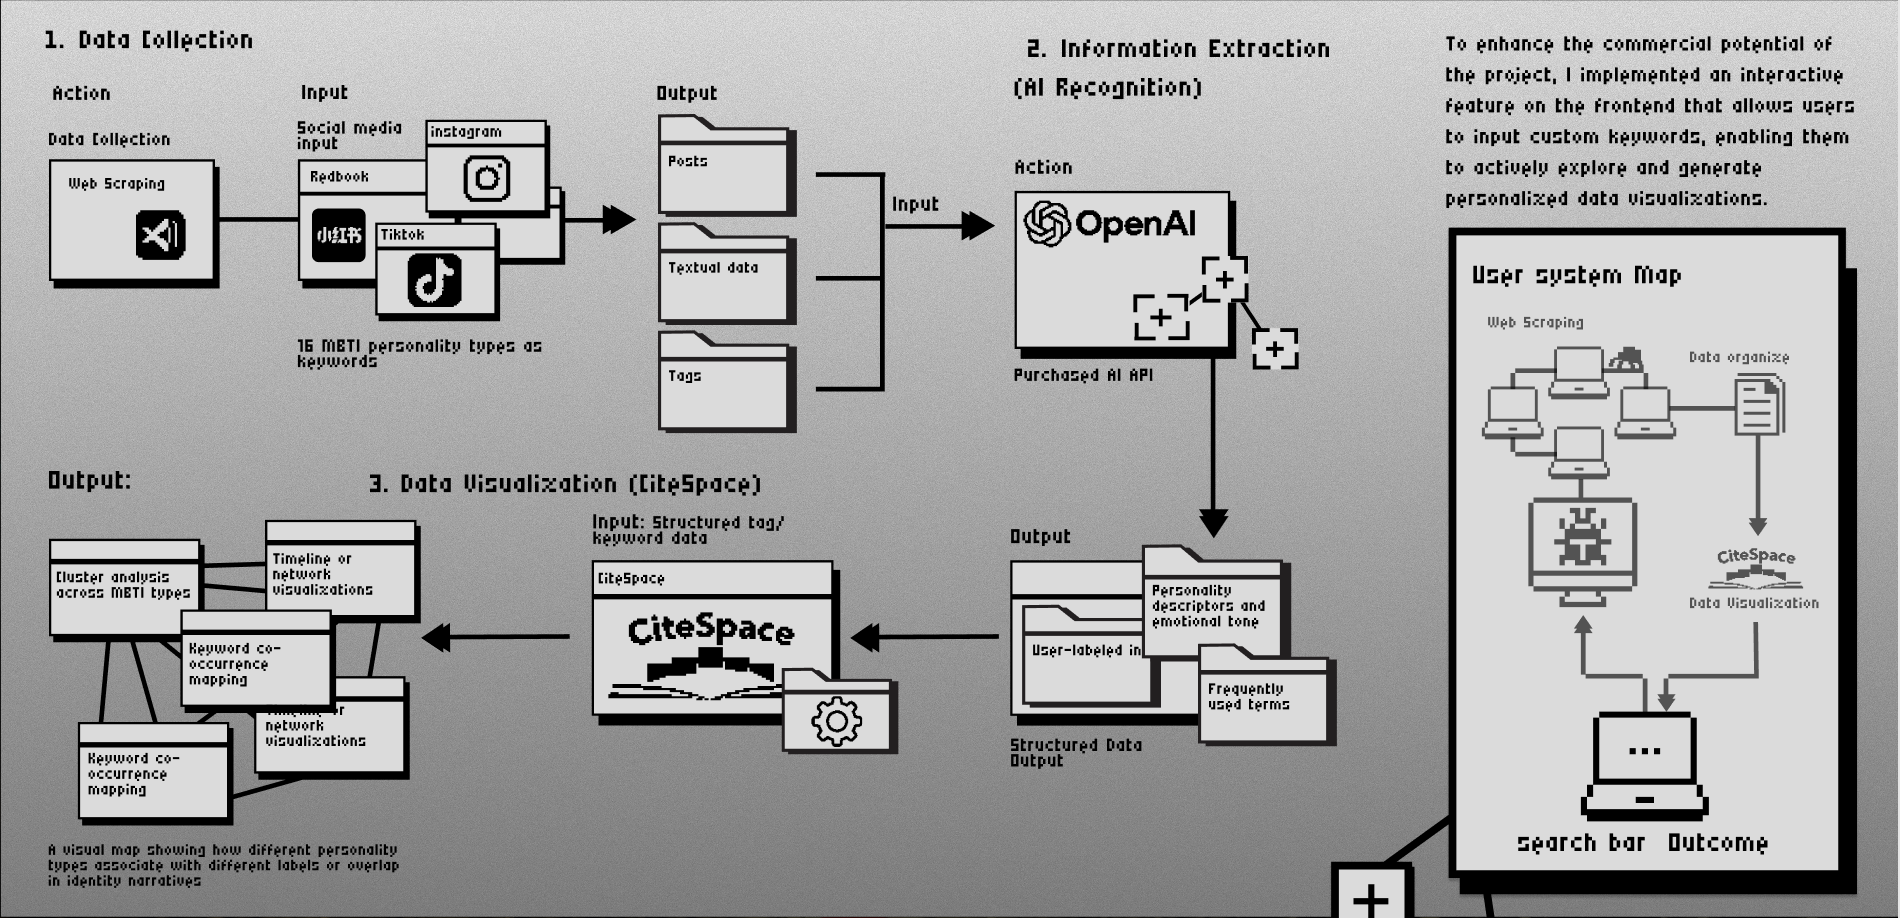 1. Data Collection
Action
Data Collection
Web Scraping
Input
Social media
input
Redbook
小红书
instagram
Tiktok
16 MBTI personality types as
keywords
Output
Posts
Textual data
Tags
Input
2. Information Extraction
(AI Recognition)
Action
OpenAI
Purchased AI API
Output
User-labeled in
Personality
descriptors and
emotional tone
Frequently
used terms
Structured Data
Output
3. Data Visualization (CiteSpace)
Input: Structured tag/
keyword data
CiteSpace
CiteSpace
Output:
Cluster analysis
across MBTI types
Timeline or
network
visualizations
Keyword co-
occurrence
mapping
Timeline or
network
visualizations
Keyword co-
occurrence
mapping
A visual map showing how different personality
types associate with different labels or overlap
in identity narratives
To enhance the commercial potential of
the project, I implemented an interactive
feature on the frontend that allows users
to input custom keywords, enabling them
to actively explore and generate
personalized data visualizations.
User system Map
Web Scraping
Data organize
CiteSpace
Data Visualization
search bar Outcome